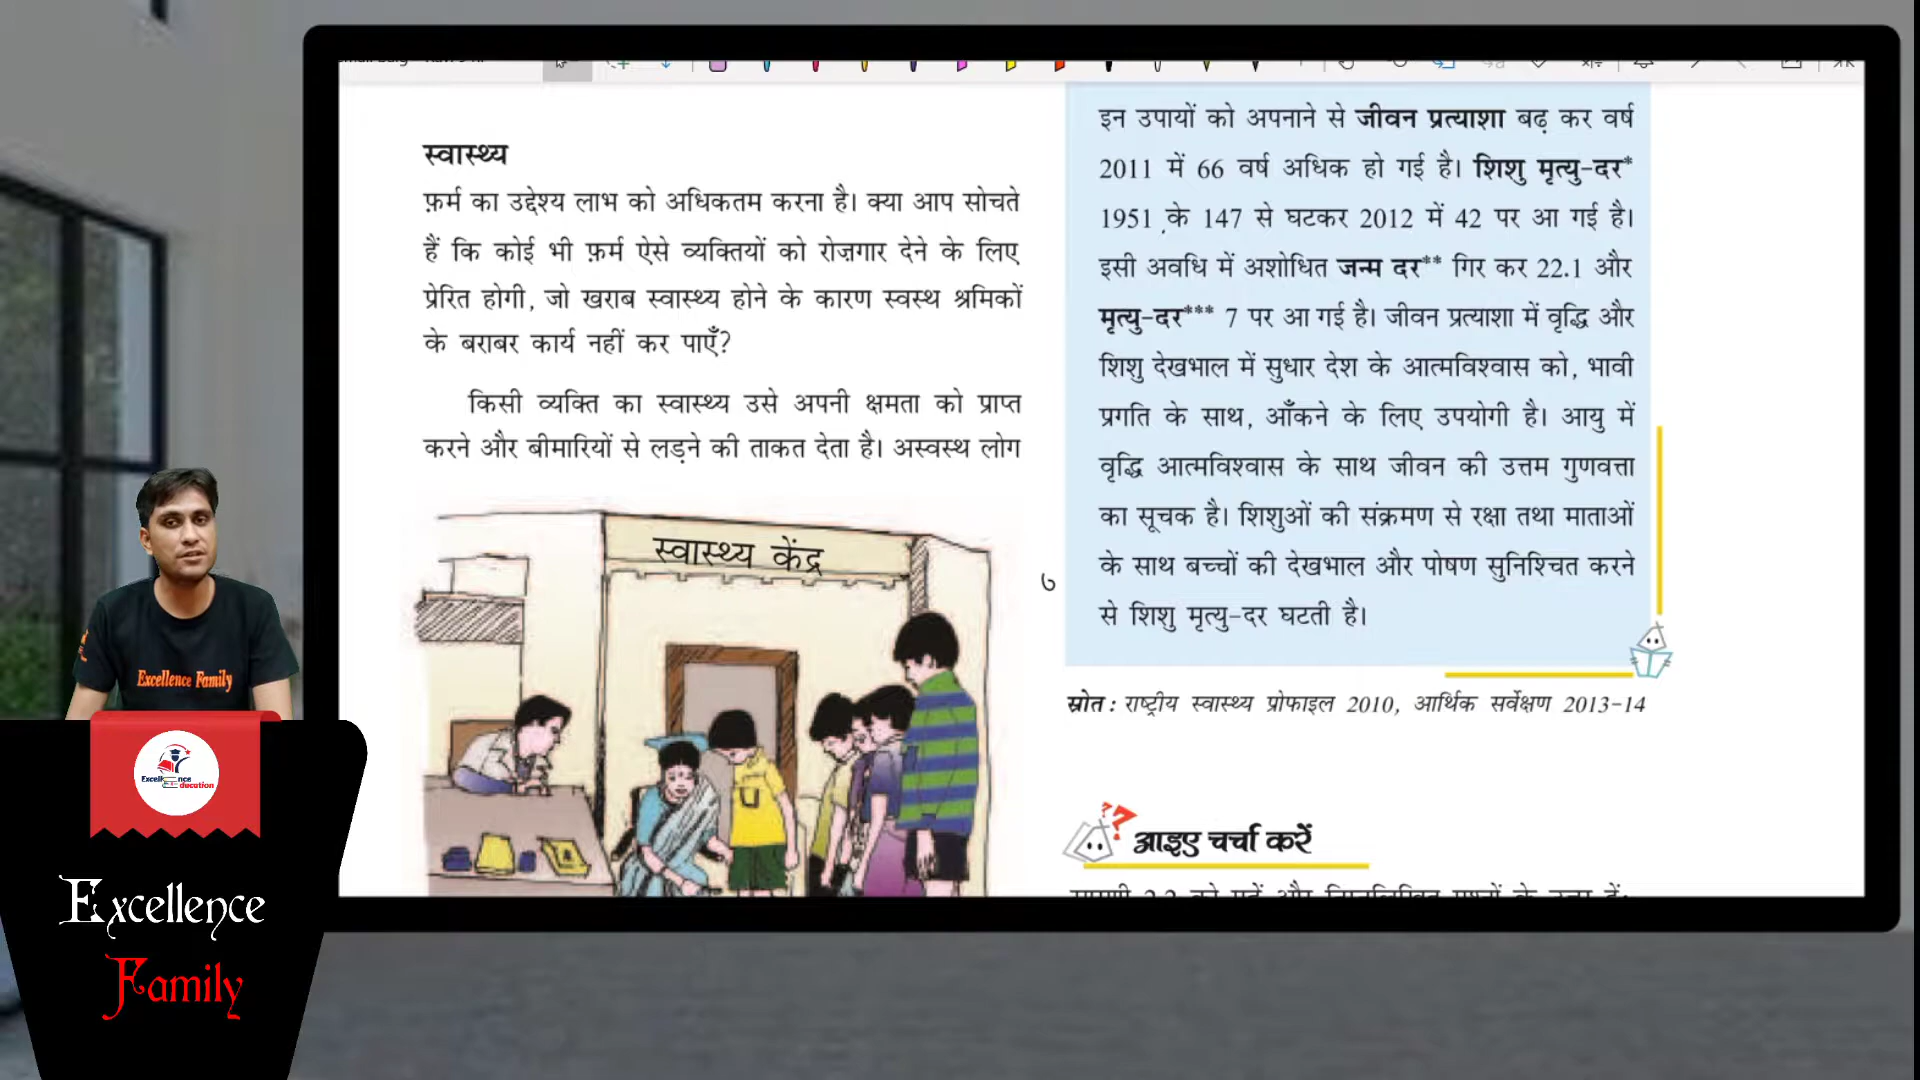 स्वास्थ्य
फ़र्म का उद्देश्य लाभ को अधिकतम करना है। क्या आप सोचते
हैं कि कोई भी फ़र्म ऐसे व्यक्तियों को रोज़गार देने के लिए
प्रेरित होगी, जो खराब स्वास्थ्य होने के कारण स्वस्थ श्रमिकों
के बराबर कार्य नहीं कर पाएँ?
किसी व्यक्ति का स्वास्थ्य उसे अपनी क्षमता को प्राप्त
करने और बीमारियों से लड़ने की ताकत देता है। अस्वस्थ लोग
स्वास्थ्य केंद्र
इन उपायों को अपनाने से जीवन प्रत्याशा बढ़ कर वर्ष
2011 में 66 वर्ष अधिक हो गई है। शिशु मृत्यु-दर*
1951 के 147 से घटकर 2012 में 42 पर आ गई है।
इसी अवधि में अशोधित जन्म दर** गिर कर 22.1 और
मृत्यु-दर*** 7 पर आ गई है। जीवन प्रत्याशा में वृद्धि और
शिशु देखभाल में सुधार देश के आत्मविश्वास को, भावी
प्रगति के साथ, आँकने के लिए उपयोगी है। आयु में
वृद्धि आत्मविश्वास के साथ जीवन की उत्तम गुणवत्ता
का सूचक है। शिशुओं की संक्रमण से रक्षा तथा माताओं
के साथ बच्चों की देखभाल और पोषण सुनिश्चित करने
से शिशु मृत्यु-दर घटती है।
स्रोत : राष्ट्रीय स्वास्थ्य प्रोफाइल 2010, आर्थिक सर्वेक्षण 2013-14
आइए चर्चा करें
Excellence Family
Excellence
Education
Excellence
Family